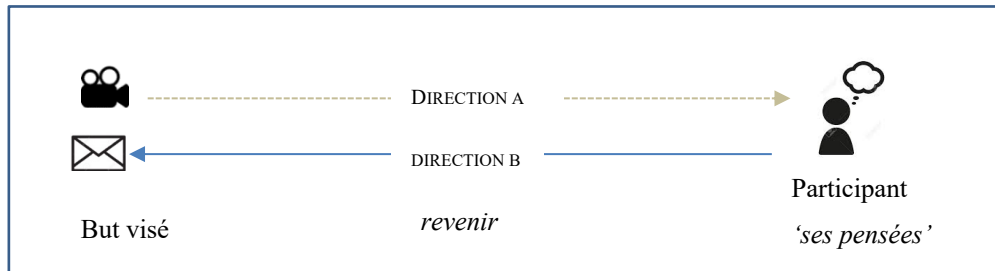 DIRECTION A
DIRECTION B
Participant
But visé
revenir
‘ses pensées’